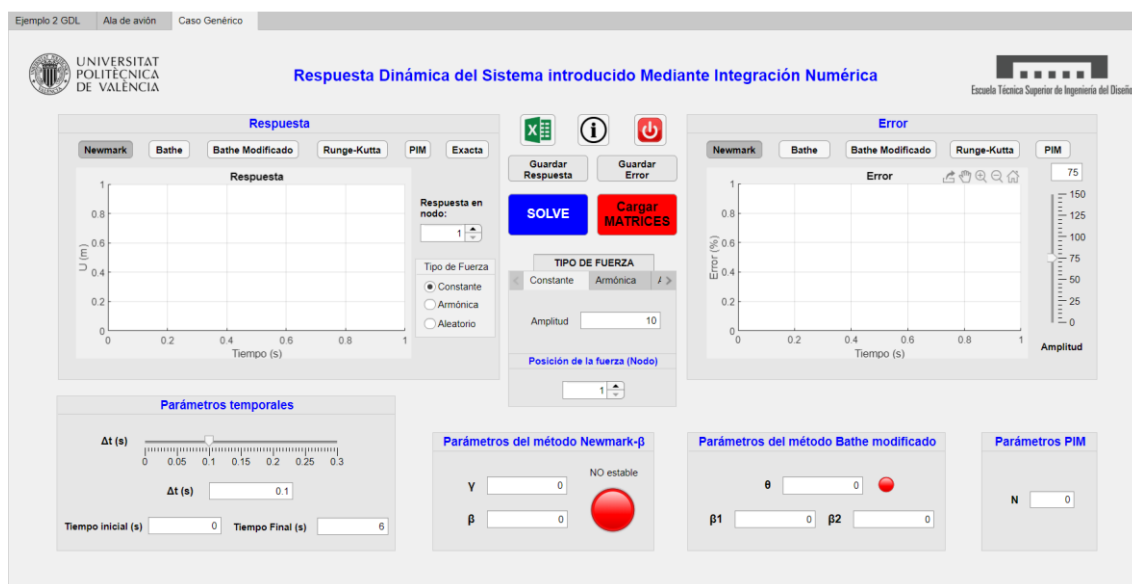 Ejemplo 2 GDL
Ala de avión
Caso Genérico
UNIVERSITAT
POLITÈCNICA
DE VALÈNCIA
Respuesta Dinámica del Sistema introducido Mediante Integración Numérica
Escuela Técnica Superior de Ingeniería del Diseño
Respuesta
Newmark
Bathe
Bathe Modificado
Runge-Kutta
PIM
Exacta
Respuesta
U (m)
1
0.8
0.6
0.4
0.2
0
0 0.2 0.4 0.6 0.8 1
Tiempo (s)
Respuesta en
nodo:
1
Tipo de Fuerza
Constante
Armónica
Aleatorio
Guardar
Respuesta
Guardar
Error
SOLVE
Cargar
MATRICES
TIPO DE FUERZA
Constante
Armónica
Amplitud
10
Posición de la fuerza (Nodo)
1
Error
Newmark
Bathe
Bathe Modificado
Runge-Kutta
PIM
Error
Error (%)
1
0.8
0.6
0.4
0.2
0
0 0.2 0.4 0.6 0.8 1
Tiempo (s)
75
150
125
100
75
50
25
0
Amplitud
Parámetros temporales
Δt (s)
0 0.05 0.1 0.15 0.2 0.25 0.3
Δt (s)
0.1
Tiempo inicial (s)
0
Tiempo Final (s)
6
Parámetros del método Newmark-β
γ
0
β
0
NO estable
Parámetros del método Bathe modificado
θ
0
β1
0
β2
0
Parámetros PIM
N
0